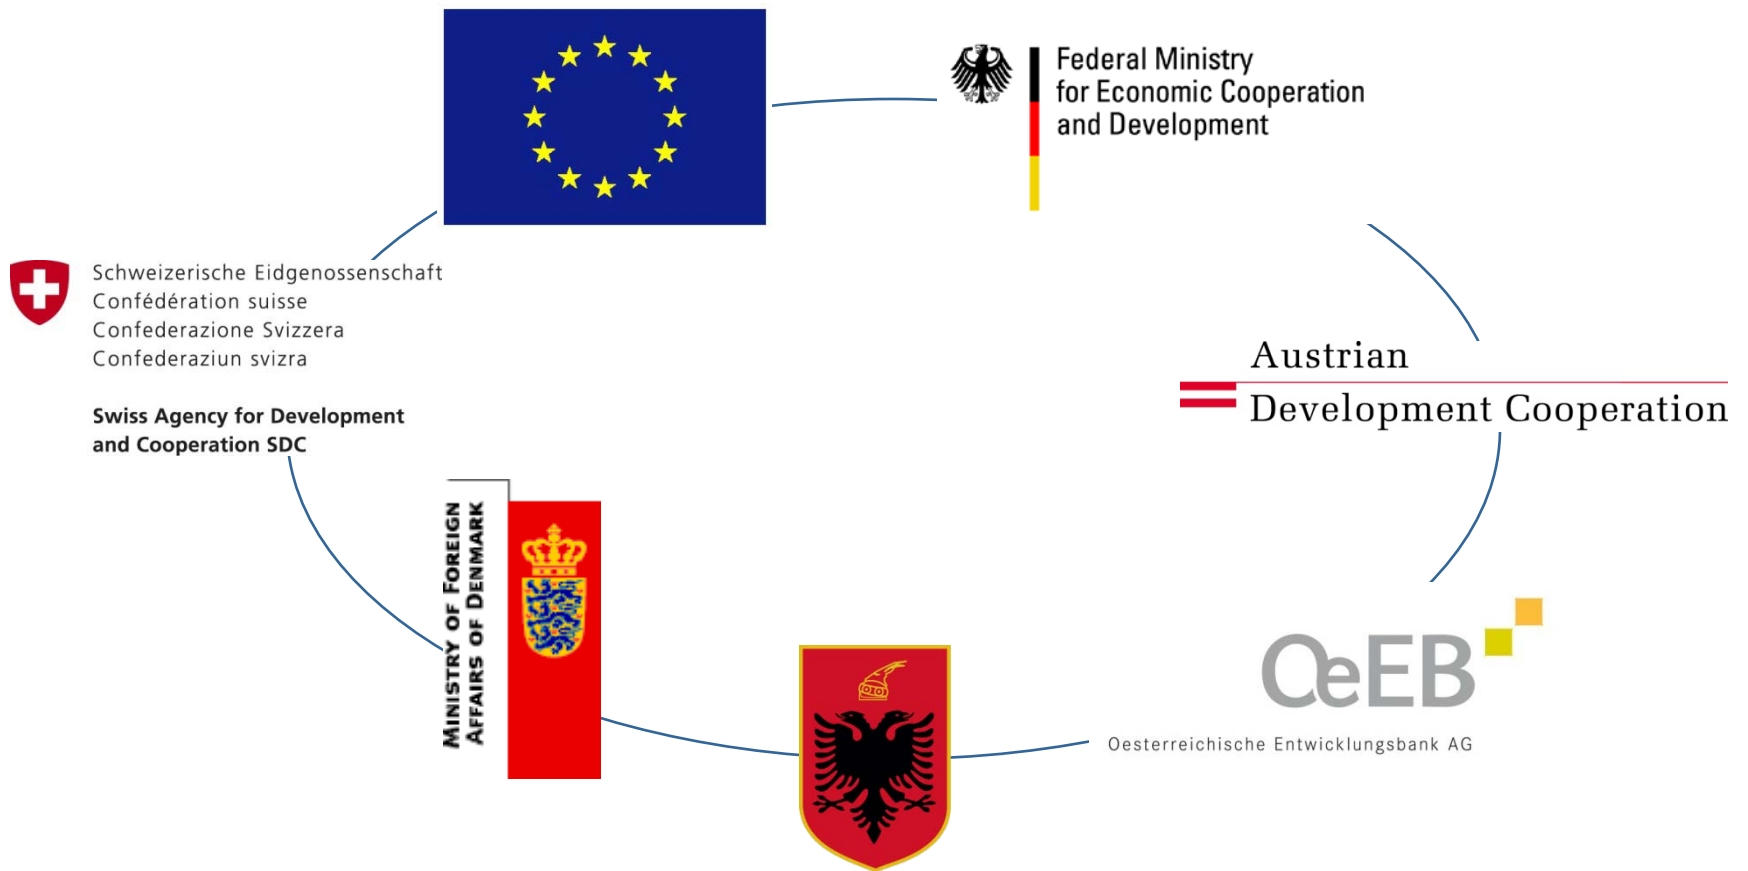 Federal Ministry
for Economic Cooperation
and Development
Schweizerische Eidgenossenschaft
Confédération suisse
Confederazione Svizzera
Confederaziun svizra
Swiss Agency for Development
and Cooperation SDC
Austrian
Development Cooperation
MINISTRY OF FOREIGN
AFFAIRS OF DENMARK
OeEB
Oesterreichische Entwicklungsbank AG